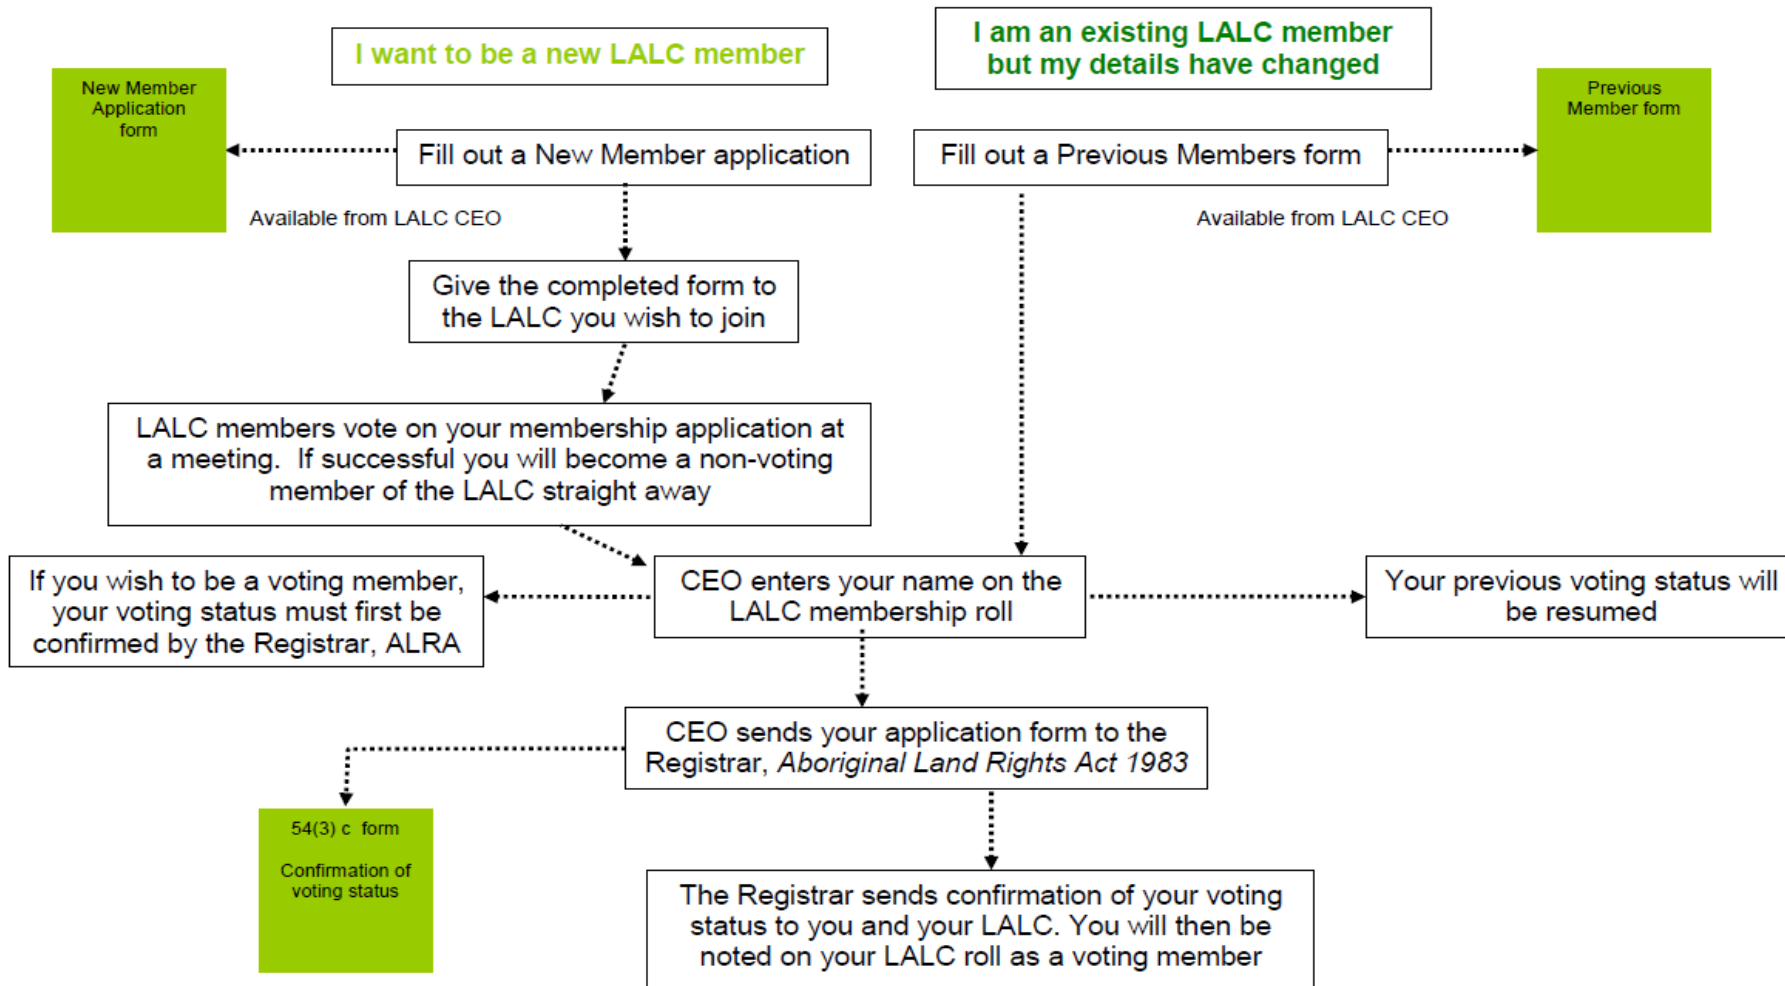 I want to be a new LALC member
I am an existing LALC member
but my details have changed
New Member
Application
form
Previous
Member form
Fill out a New Member application
Fill out a Previous Members form
Available from LALC CEO
Available from LALC CEO
Give the completed form to
the LALC you wish to join
LALC members vote on your membership application at
a meeting.  If successful you will become a non-voting
member of the LALC straight away
If you wish to be a voting member,
your voting status must first be
confirmed by the Registrar, ALRA
CEO enters your name on the
LALC membership roll
Your previous voting status will
be resumed
CEO sends your application form to the
Registrar, Aboriginal Land Rights Act 1983
54(3) c  form
Confirmation of
voting status
The Registrar sends confirmation of your voting
status to you and your LALC. You will then be
noted on your LALC roll as a voting member